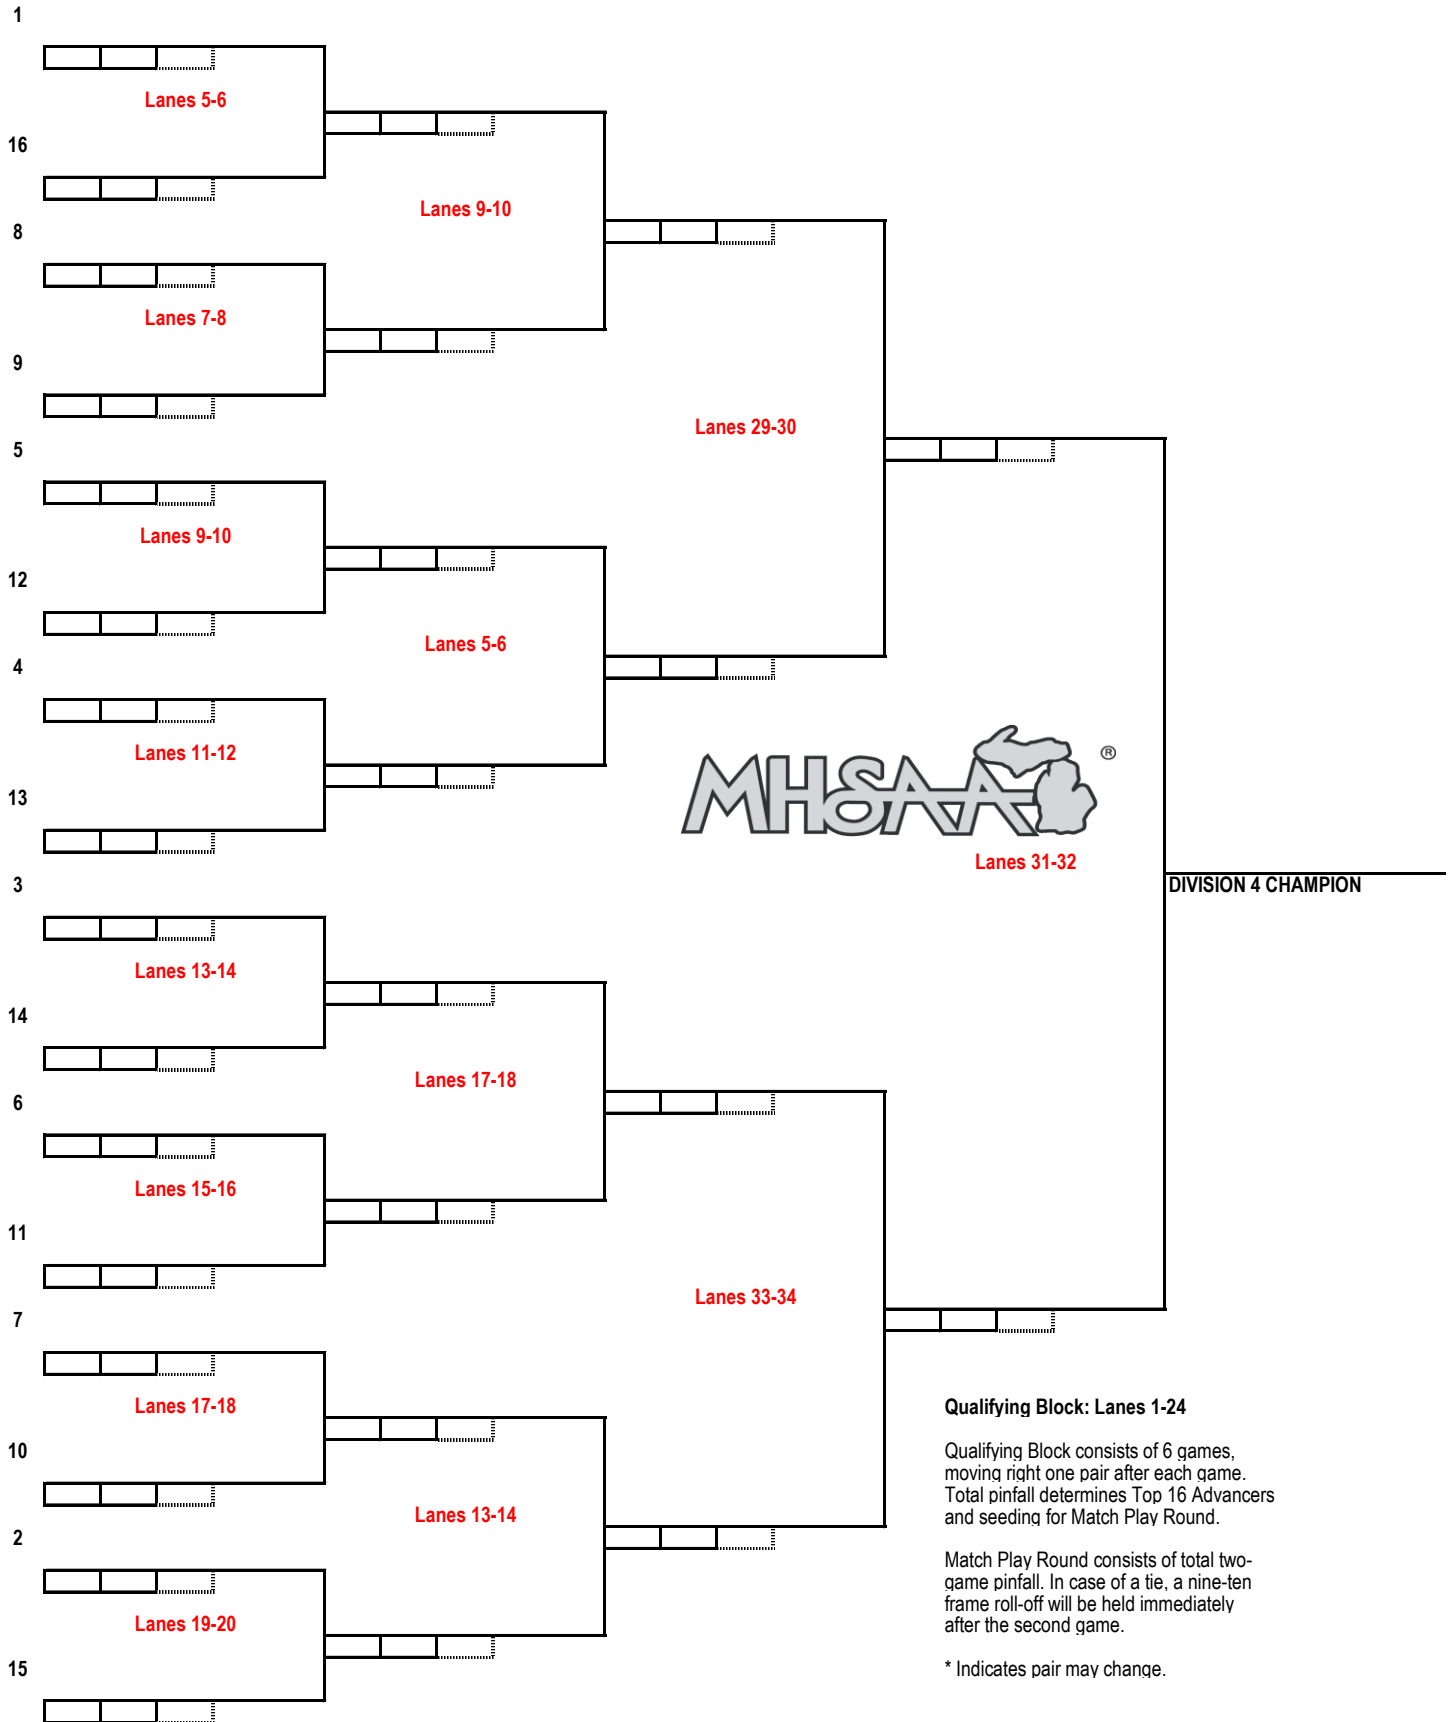 1
Lanes 5-6
16
Lanes 9-10
8
Lanes 7-8
9
Lanes 29-30
5
Lanes 9-10
12
Lanes 5-6
4
Lanes 11-12
MHSAA ®
13
Lanes 31-32
3
DIVISION 4 CHAMPION
Lanes 13-14
14
Lanes 17-18
6
Lanes 15-16
11
Lanes 33-34
7
Lanes 17-18
10
Lanes 13-14
2
Lanes 19-20
15
Qualifying Block: Lanes 1-24
Qualifying Block consists of 6 games,
moving right one pair after each game.
Total pinfall determines Top 16 Advancers
and seeding for Match Play Round.
Match Play Round consists of total two-
game pinfall. In case of a tie, a nine-ten
frame roll-off will be held immediately
after the second game.
* Indicates pair may change.